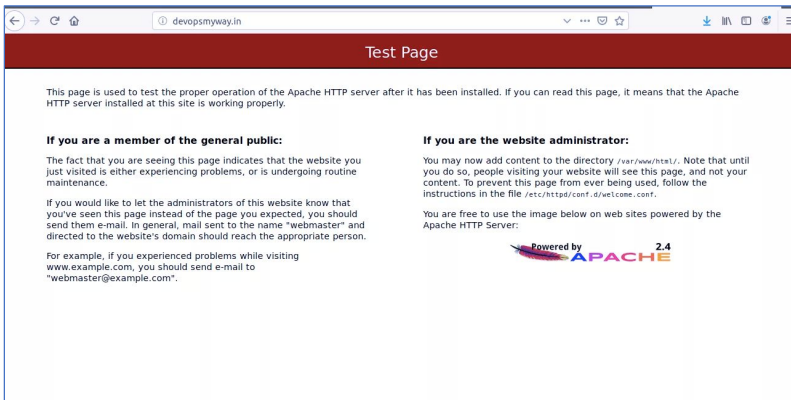 devopsmyway.in
Test Page
This page is used to test the proper operation of the Apache HTTP server after it has been installed. If you can read this page, it means that the Apache
HTTP server installed at this site is working properly.
If you are a member of the general public:
The fact that you are seeing this page indicates that the website you
just visited is either experiencing problems, or is undergoing routine
maintenance.
If you would like to let the administrators of this website know that
you've seen this page instead of the page you expected, you should
send them e-mail. In general, mail sent to the name "webmaster" and
directed to the website's domain should reach the appropriate person.
For example, if you experienced problems while visiting
www.example.com, you should send e-mail to
"webmaster@example.com".
If you are the website administrator:
You may now add content to the directory /var/www/html/. Note that until
you do so, people visiting your website will see this page, and not your
content. To prevent this page from ever being used, follow the
instructions in the file /etc/httpd/conf.d/welcome.conf.
You are free to use the image below on web sites powered by the
Apache HTTP Server:
Powered by 2.4
APACHE